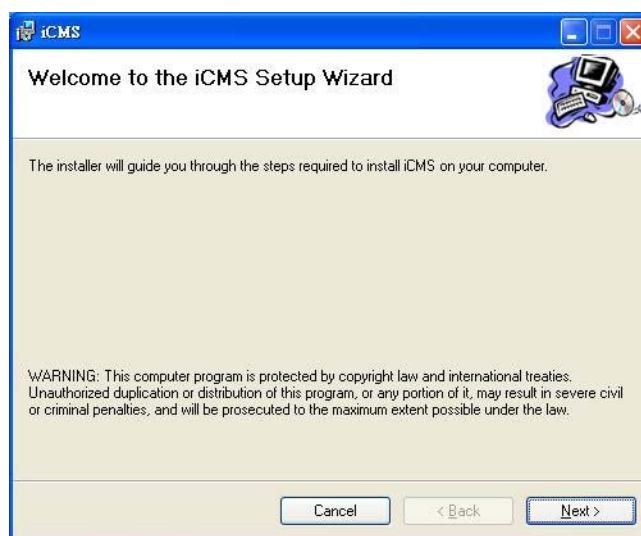 iCMS
Welcome to the iCMS Setup Wizard
The installer will guide you through the steps required to install iCMS on your computer.
WARNING: This computer program is protected by copyright law and international treaties.
Unauthorized duplication or distribution of this program, or any portion of it, may result in severe civil
or criminal penalties, and will be prosecuted to the maximum extent possible under the law.
Cancel
< Back
Next >